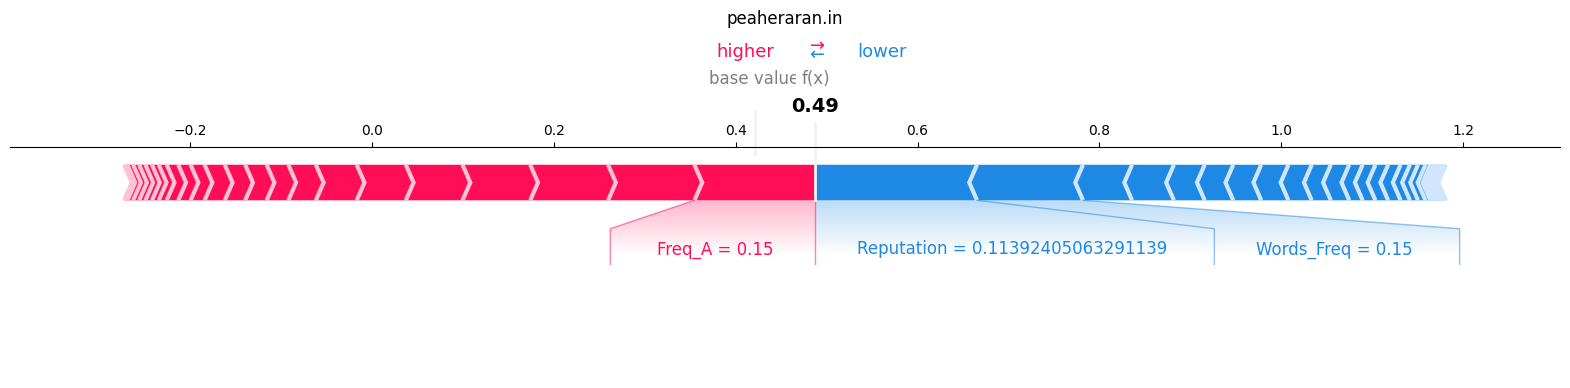 peaheraran.in
higher → ← lower
base value f(x)
0.49
−0.2 0.0 0.2 0.4 0.6 0.8 1.0 1.2
Freq_A = 0.15 Reputation = 0.11392405063291139 Words_Freq = 0.15